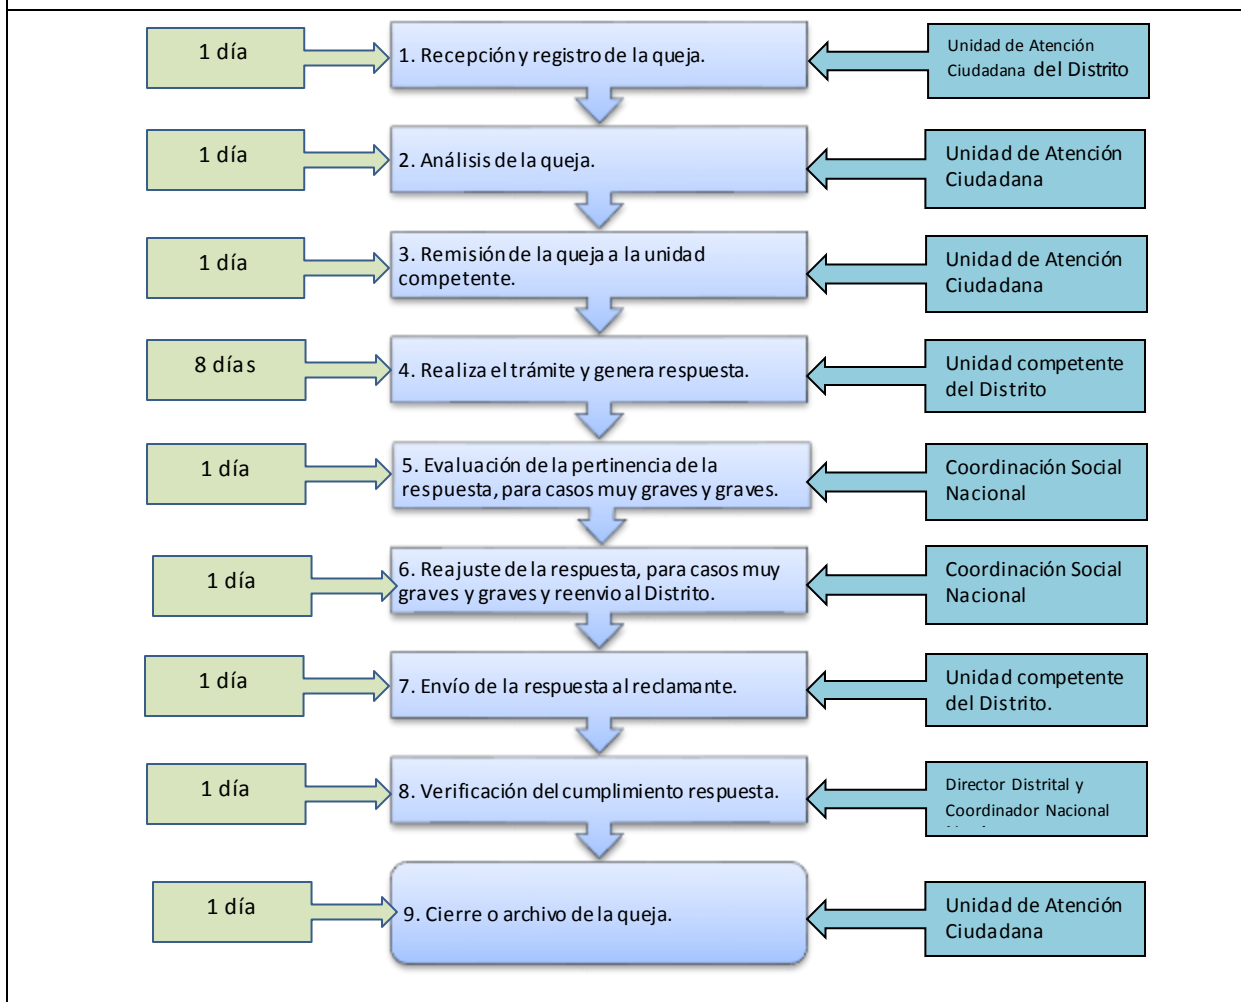 1 día
1. Recepción y registro de la queja.
Unidad de Atención
Ciudadana del Distrito
1 día
2. Análisis de la queja.
Unidad de Atención
Ciudadana
1 día
3. Remisión de la queja a la unidad
competente.
Unidad de Atención
Ciudadana
8 días
4. Realiza el trámite y genera respuesta.
Unidad competente
del Distrito
1 día
5. Evaluación de la pertinencia de la
respuesta, para casos muy graves y graves.
Coordinación Social
Nacional
1 día
6. Reajuste de la respuesta, para casos muy
graves y graves y reenvio al Distrito.
Coordinación Social
Nacional
1 día
7. Envío de la respuesta al reclamante.
Unidad competente
del Distrito.
1 día
8. Verificación del cumplimiento respuesta.
Director Distrital y
Coordinador Nacional
1 día
9. Cierre o archivo de la queja.
Unidad de Atención
Ciudadana